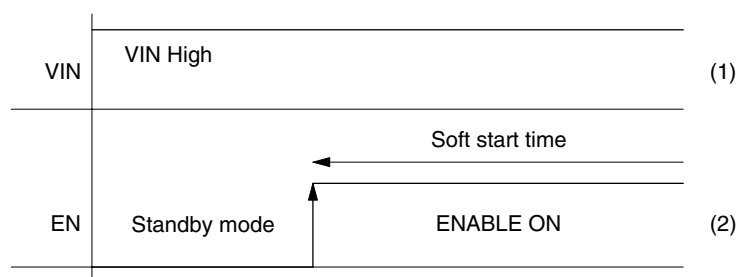 VIN High
VIN
(1)
Soft start time
EN
Standby mode
ENABLE ON
(2)